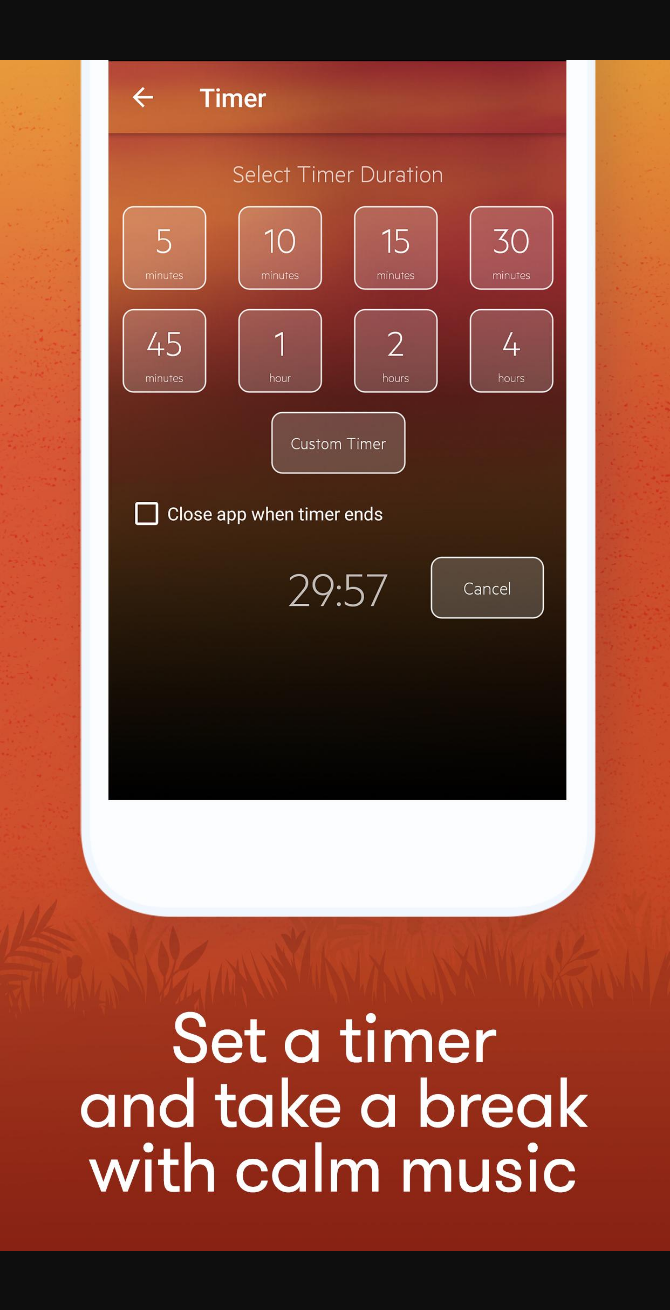 Timer
Select Timer Duration
5 10 15 30
minutes minutes minutes minutes
45 1 2 4
minutes hour hours hours
Custom Timer
Close app when timer ends
29:57 Cancel
Set a timer
and take a break
with calm music